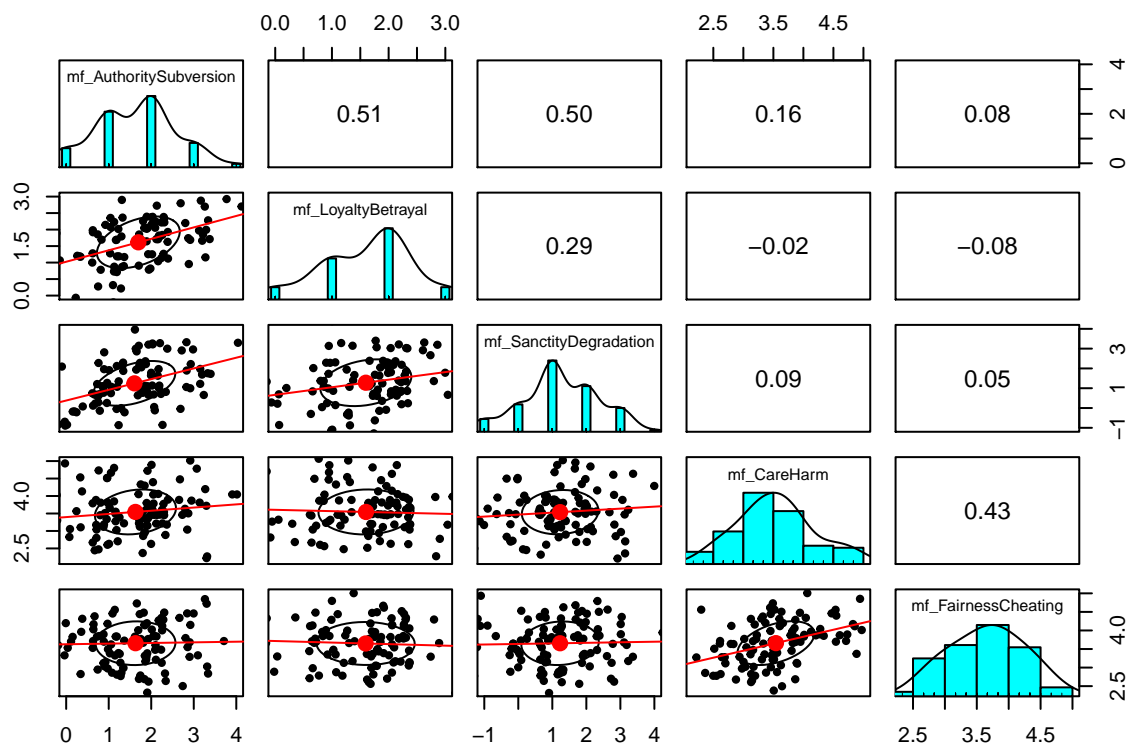 0.0 1.0 2.0 3.0 2.5 3.5 4.5
mf_AuthoritySubversion
0.51
0.50
0.16
0.08
0 2 4
0.0 1.5 3.0
mf_LoyaltyBetrayal
0.29
−0.02
−0.08
mf_SanctityDegradation
0.09
0.05
−1 1 3
2.5 4.0
mf_CareHarm
0.43
mf_FairnessCheating
2.5 4.0
0 1 2 3 4 −1 0 1 2 3 4 2.5 3.5 4.5